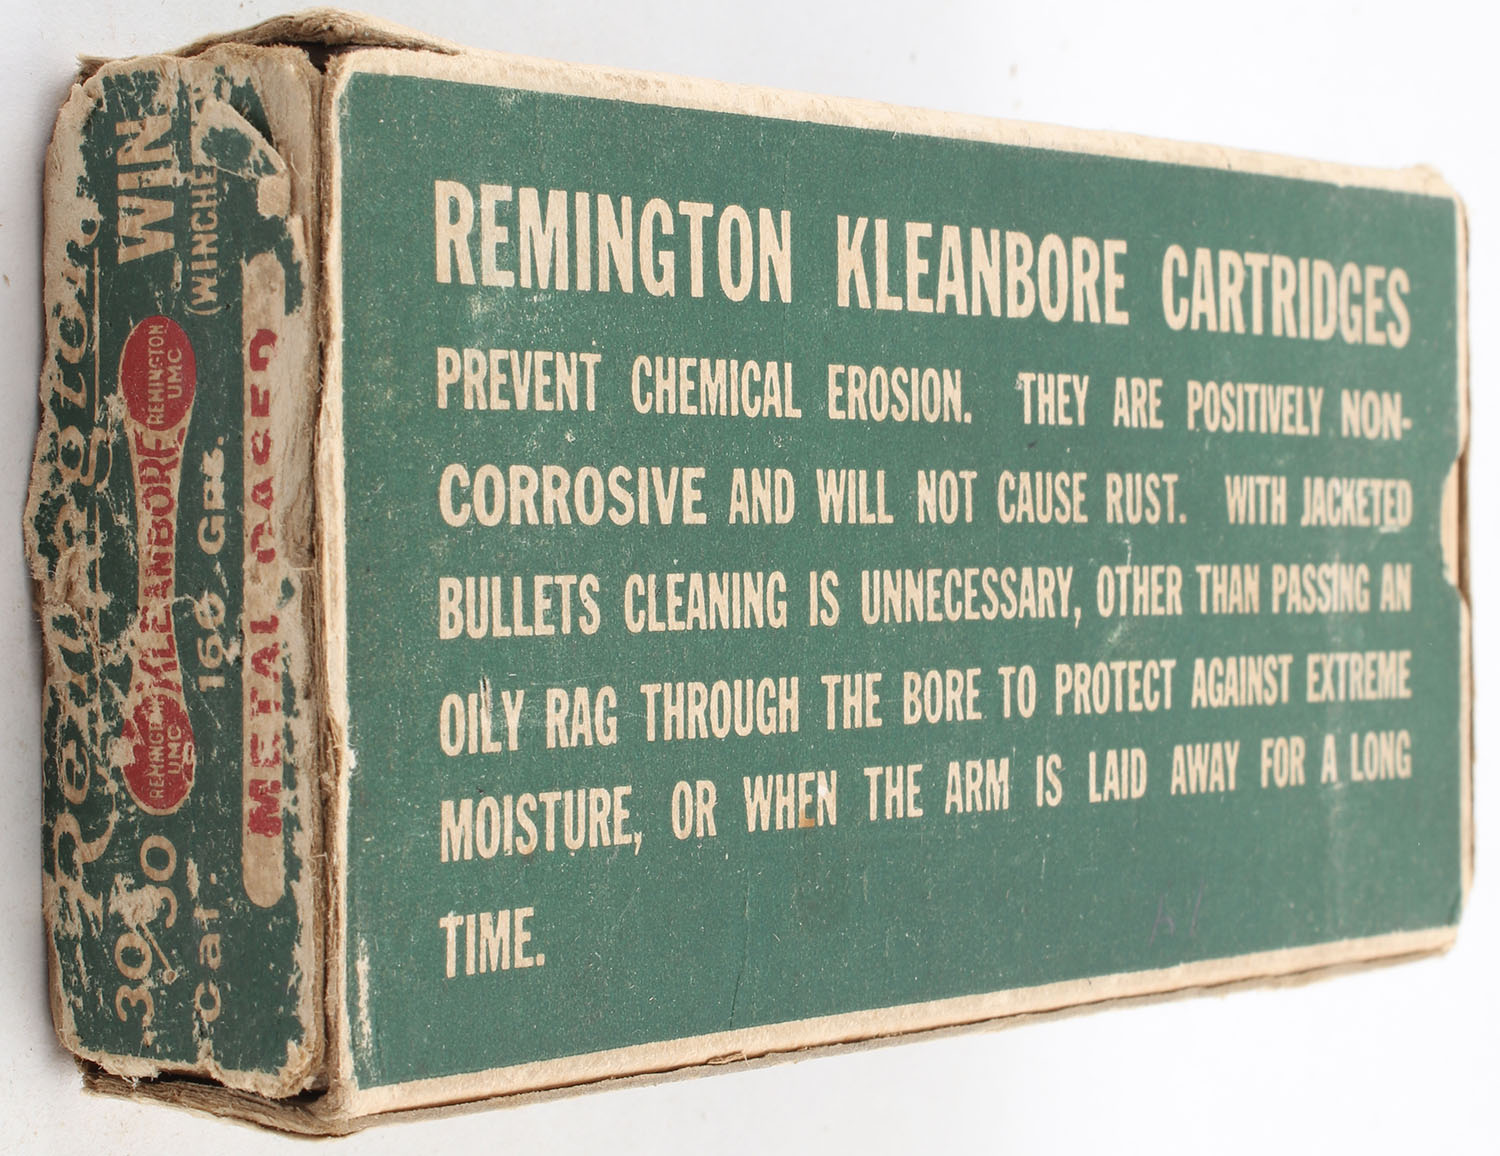 REMINGTON KLEANBORE CARTRIDGES
PREVENT CHEMICAL EROSION. THEY ARE POSITIVELY NON-
CORROSIVE AND WILL NOT CAUSE RUST. WITH JACKETED
BULLETS CLEANING IS UNNECESSARY, OTHER THAN PASSING AN
OILY RAG THROUGH THE BORE TO PROTECT AGAINST EXTREME
MOISTURE, OR WHEN THE ARM IS LAID AWAY FOR A LONG
TIME.
Remington
.30/30 WIN
REMINGTON UMC KLEANBORE REMINGTON UMC
Cal. Grs. (WINCHE
METAL